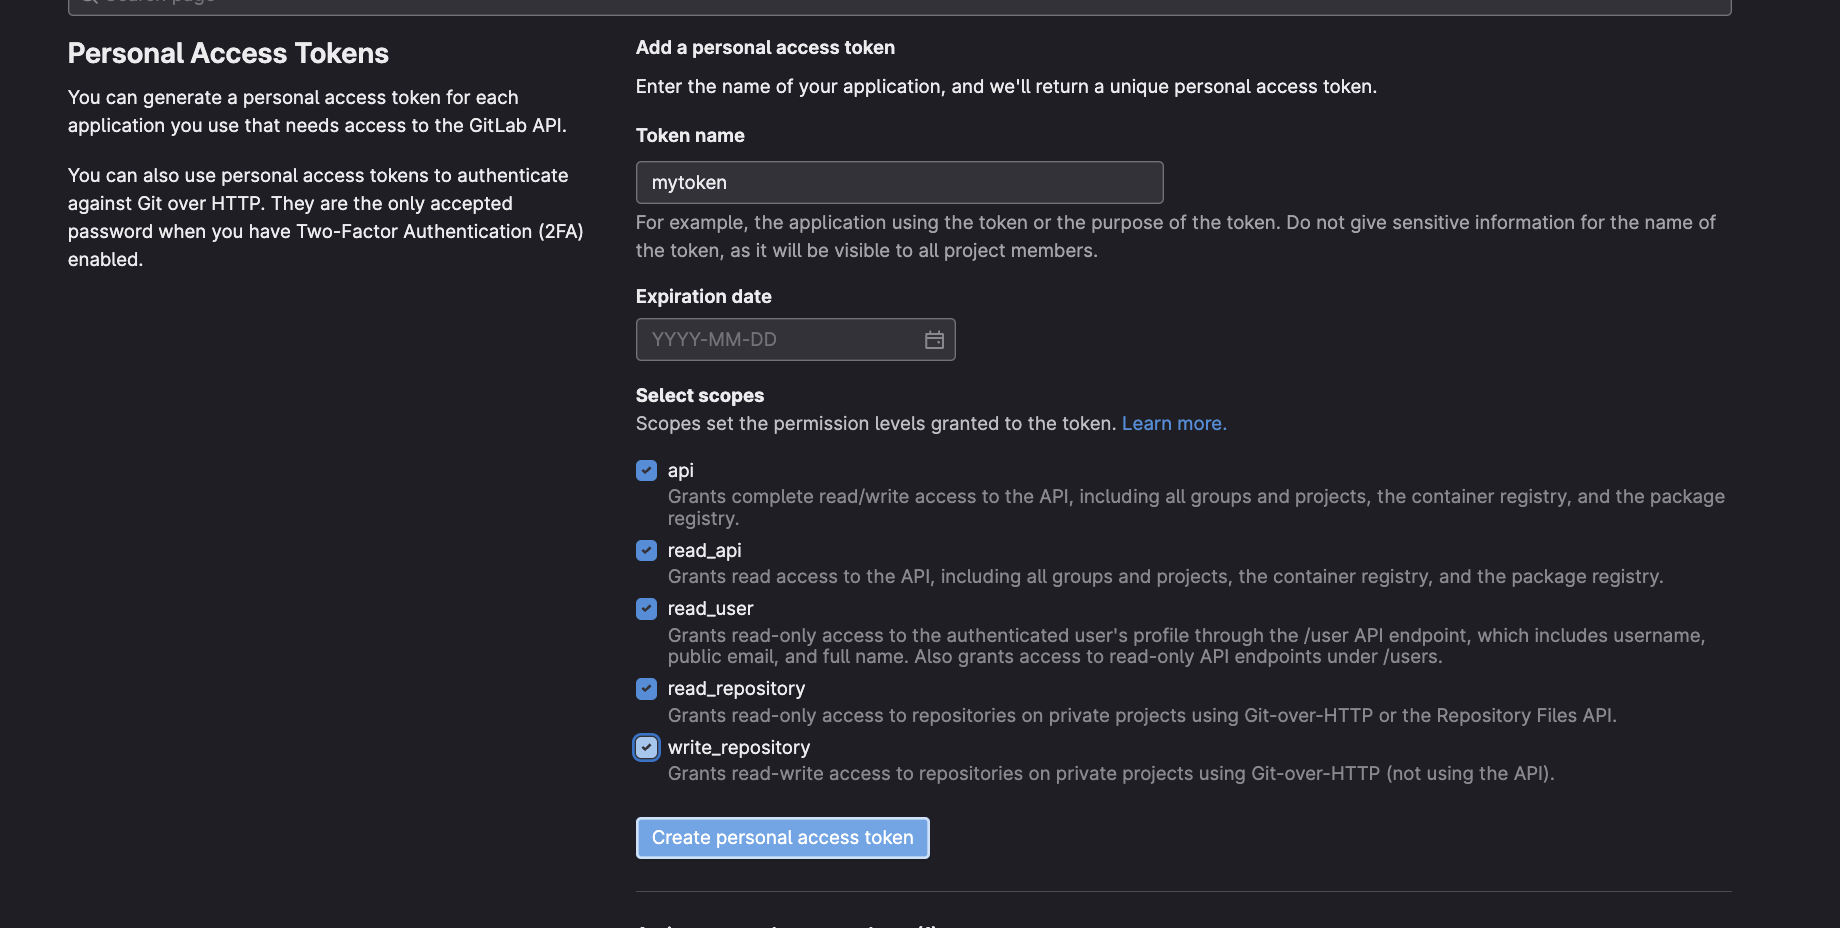 Personal Access Tokens
You can generate a personal access token for each
application you use that needs access to the GitLab API.
You can also use personal access tokens to authenticate
against Git over HTTP. They are the only accepted
password when you have Two-Factor Authentication (2FA)
enabled.
Add a personal access token
Enter the name of your application, and we'll return a unique personal access token.
Token name
mytoken
For example, the application using the token or the purpose of the token. Do not give sensitive information for the name of
the token, as it will be visible to all project members.
Expiration date
YYYY-MM-DD
Select scopes
Scopes set the permission levels granted to the token. Learn more.
api
Grants complete read/write access to the API, including all groups and projects, the container registry, and the package
registry.
read_api
Grants read access to the API, including all groups and projects, the container registry, and the package registry.
read_user
Grants read-only access to the authenticated user's profile through the /user API endpoint, which includes username,
public email, and full name. Also grants access to read-only API endpoints under /users.
read_repository
Grants read-only access to repositories on private projects using Git-over-HTTP or the Repository Files API.
write_repository
Grants read-write access to repositories on private projects using Git-over-HTTP (not using the API).
Create personal access token